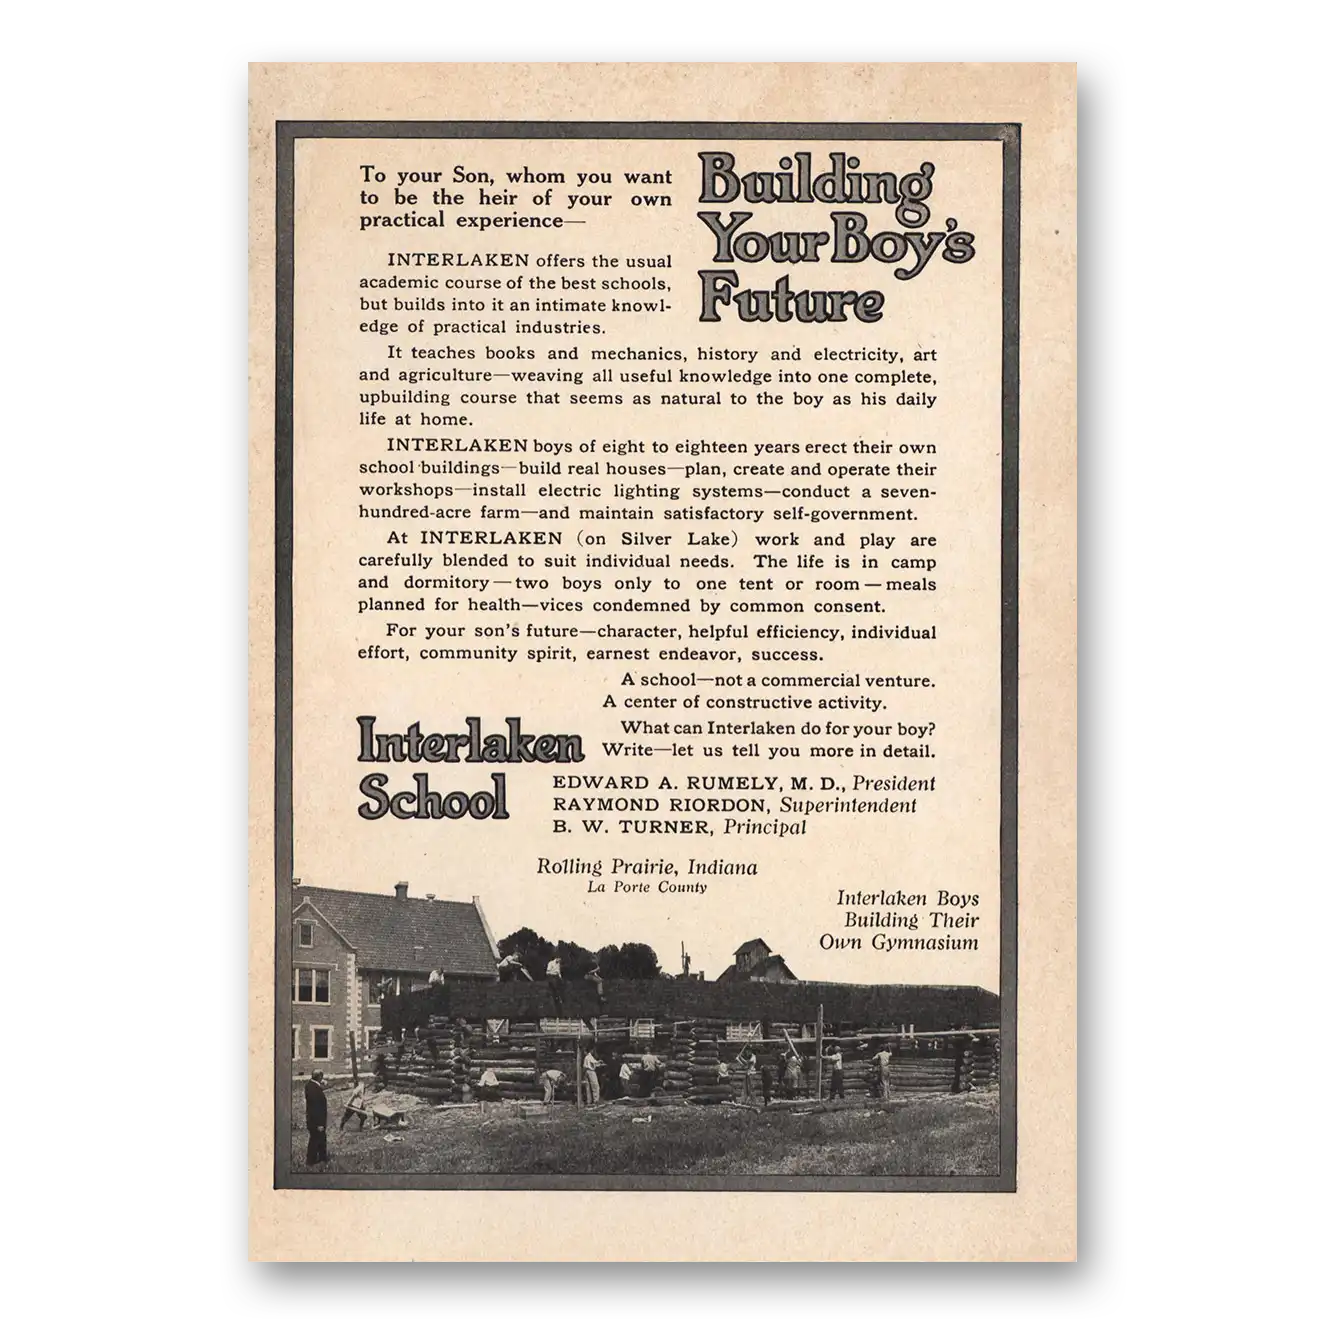 To your Son, whom you want
to be the heir of your own
practical experience—
Building
Your Boy's
Future
INTERLAKEN offers the usual
academic course of the best schools,
but builds into it an intimate knowl-
edge of practical industries.
It teaches books and mechanics, history and electricity, art
and agriculture—weaving all useful knowledge into one complete,
upbuilding course that seems as natural to the boy as his daily
life at home.
INTERLAKEN boys of eight to eighteen years erect their own
school buildings—build real houses—plan, create and operate their
workshops—install electric lighting systems—conduct a seven-
hundred-acre farm—and maintain satisfactory self-government.
At INTERLAKEN (on Silver Lake) work and play are
carefully blended to suit individual needs. The life is in camp
and dormitory—two boys only to one tent or room—meals
planned for health—vices condemned by common consent.
For your son's future—character, helpful efficiency, individual
effort, community spirit, earnest endeavor, success.
A school—not a commercial venture.
A center of constructive activity.
What can Interlaken do for your boy?
Write—let us tell you more in detail.
Interlaken
School
EDWARD A. RUMELY, M. D., President
RAYMOND RIORDON, Superintendent
B. W. TURNER, Principal
Rolling Prairie, Indiana
La Porte County
Interlaken Boys
Building Their
Own Gymnasium